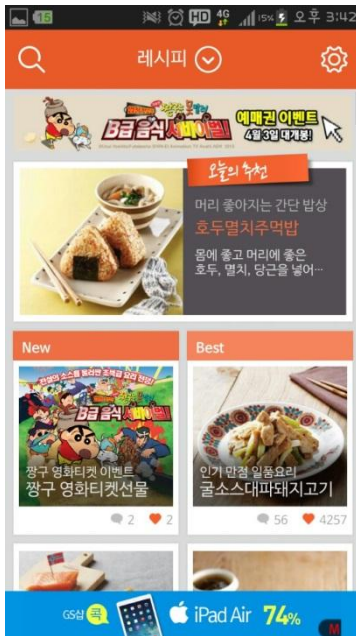 15
HD
4G
15%
오후 3:42
레시피
B급 음식 서바이벌!
예매권 이벤트
4월 3일 대개봉!
오늘의 추천
머리 좋아지는 간단 밥상
호두멸치주먹밥
몸에 좋고 머리에 좋은
호두, 멸치, 당근을 넣어···
New
Best
B급 음식 서바이벌!
짱구 영화티켓 이벤트
짱구 영화티켓선물
2
2
인기 만점 일품요리
굴소스대파돼지고기
56
4257
GS샵 콕
iPad Air 74%
M